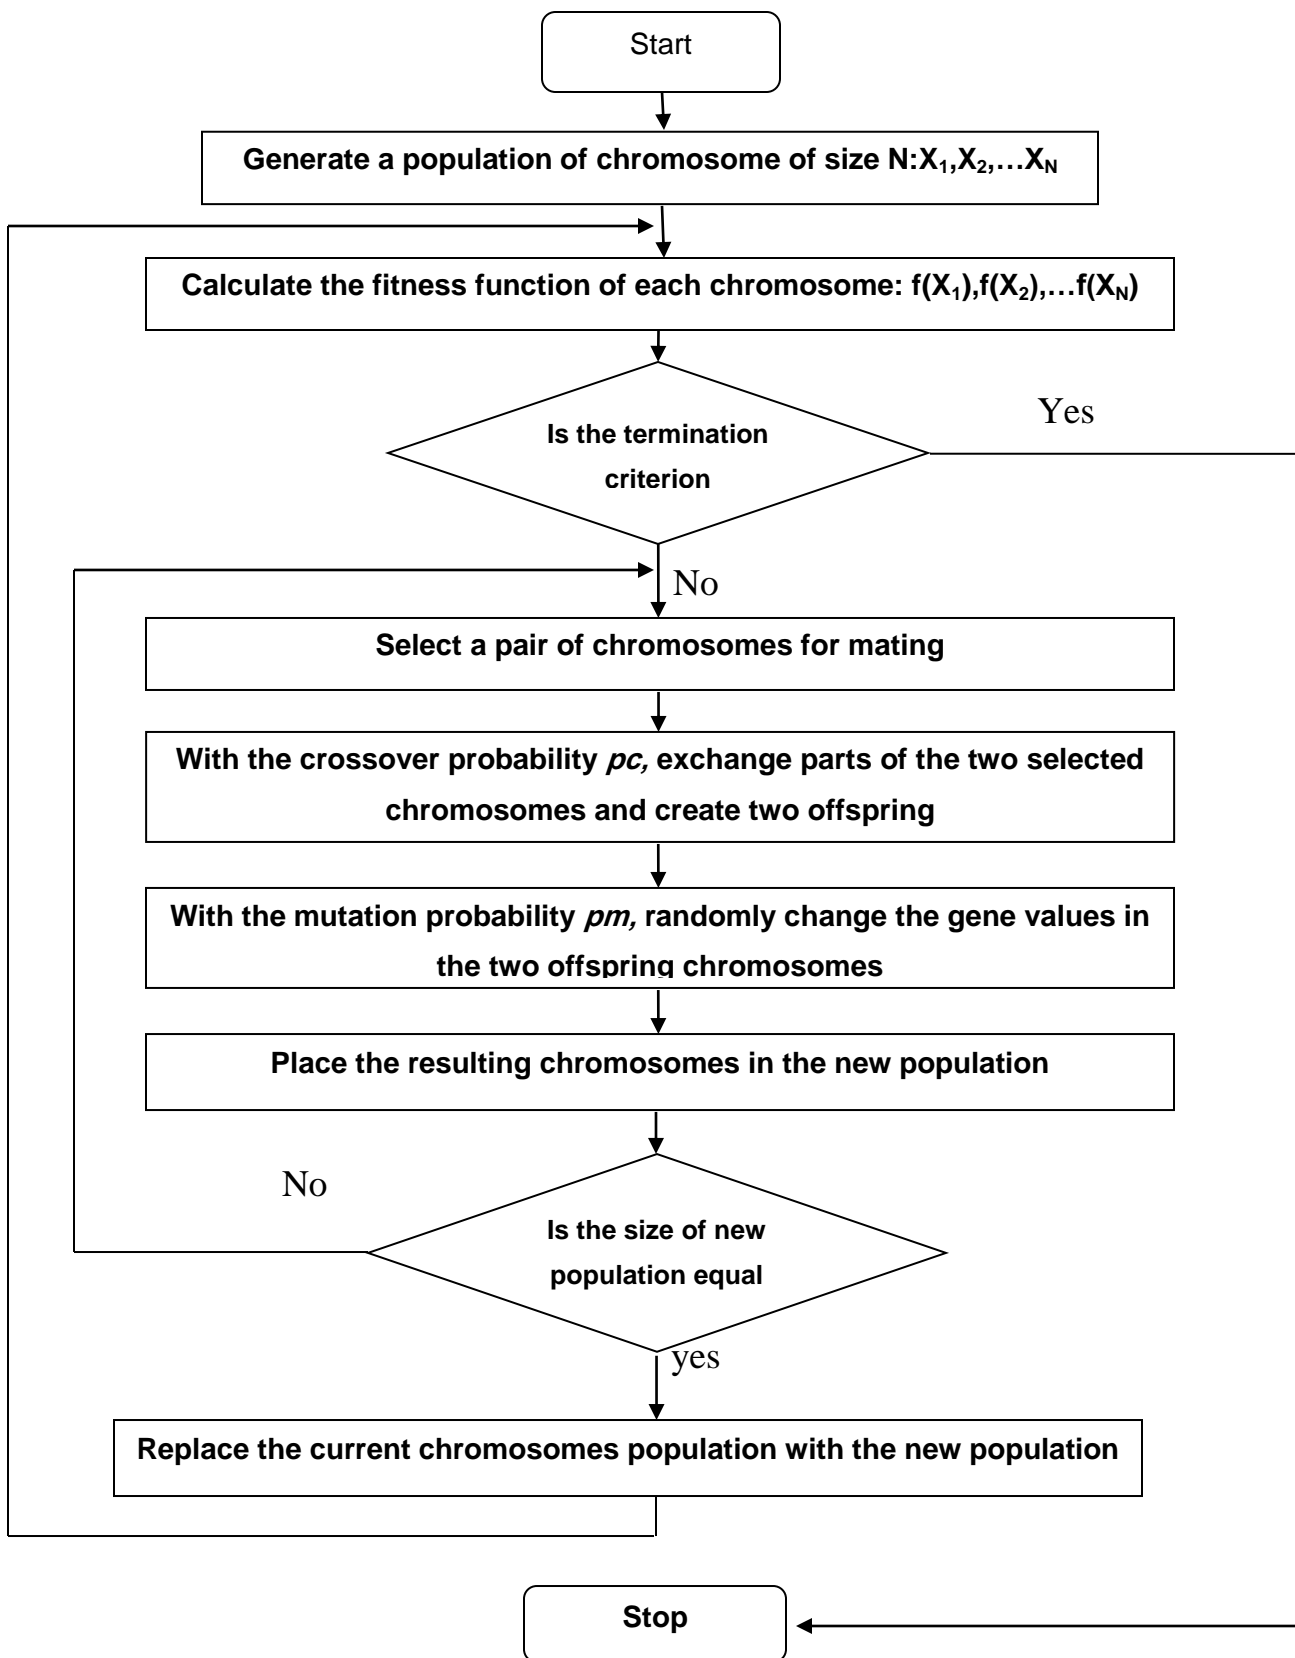 Start
Generate a population of chromosome of size N:X₁,X₂,…X_N
Calculate the fitness function of each chromosome: f(X₁),f(X₂),…f(X_N)
Yes
Is the termination
criterion
No
Select a pair of chromosomes for mating
With the crossover probability pc, exchange parts of the two selected
chromosomes and create two offspring
With the mutation probability pm, randomly change the gene values in
the two offspring chromosomes
Place the resulting chromosomes in the new population
No
Is the size of new
population equal
yes
Replace the current chromosomes population with the new population
Stop